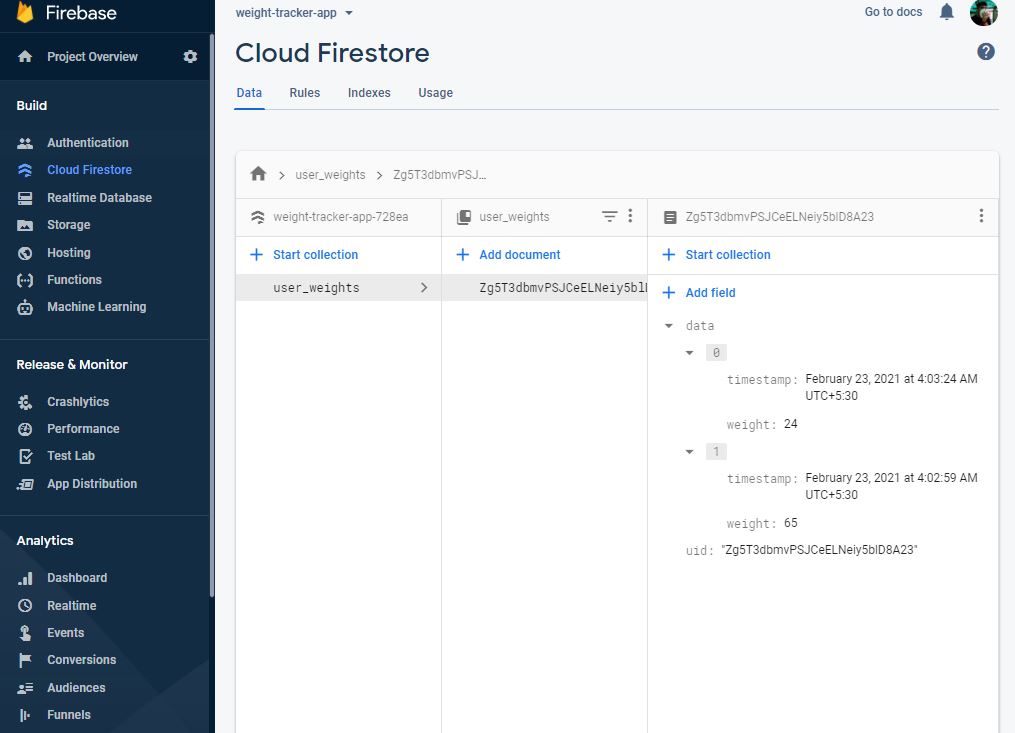 Firebase
Project Overview
Build
Authentication
Cloud Firestore
Realtime Database
Storage
Hosting
Functions
Machine Learning
Release & Monitor
Crashlytics
Performance
Test Lab
App Distribution
Analytics
Dashboard
Realtime
Events
Conversions
Audiences
Funnels
weight-tracker-app
Go to docs
Cloud Firestore
?
Data Rules Indexes Usage
user_weights > Zg5T3dbmvPSJ...
weight-tracker-app-728ea
+ Start collection
user_weights
user_weights
+ Add document
Zg5T3dbmvPSJCeELNeiy5bl
Zg5T3dbmvPSJCeELNeiy5blD8A23
+ Start collection
+ Add field
data
0
timestamp: February 23, 2021 at 4:03:24 AM
UTC+5:30
weight: 24
1
timestamp: February 23, 2021 at 4:02:59 AM
UTC+5:30
weight: 65
uid: "Zg5T3dbmvPSJCeELNeiy5blD8A23"